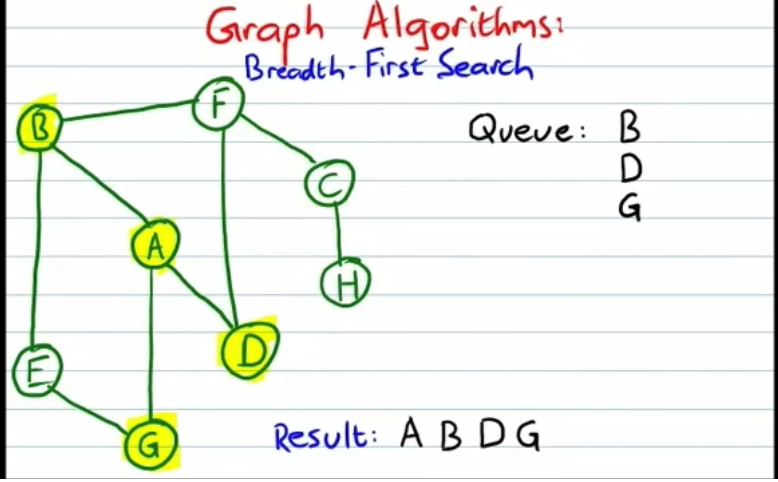 Graph Algorithms:
Breadth-First Search
B
F
Queue: B
D
G
C
A
H
D
E
G
Result: A B D G